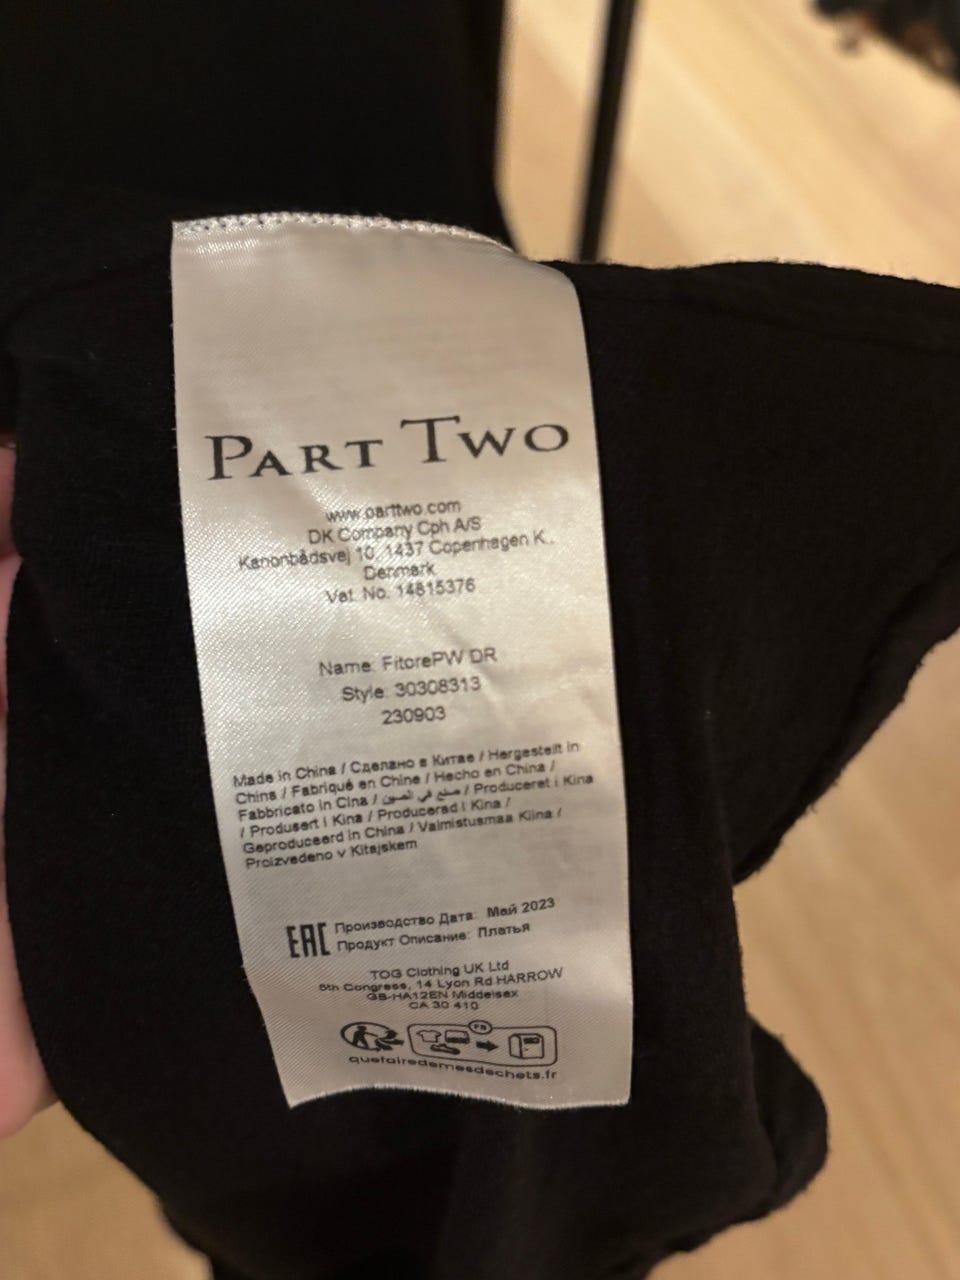 PART TWO
www.parttwo.com
DK Company Cph A/S
Kanonbådsvej 10, 1437 Copenhagen K.,
Denmark
Vat. No. 14815376
Name: FitorePW DR
Style: 30308313
230903
Made in China / Сделано в Китае / Hergestellt in
China / Fabriqué en Chine / Hecho en China /
Fabbricato in Cina / صنع في الصين / Produceret i Kina
/ Produsert i Kina / Producerad i Kina /
Geproduceerd in China / Valmistusmaa Kiina /
Proizvedeno v Kitajskem
EAC Производство Дата: Май 2023
Продукт Описание: Платья
TOG Clothing UK Ltd
5th Congress, 14 Lyon Rd HARROW
GB-HA12EN Middelsex
CA 30 410
FR
quefairedemesdechets.fr